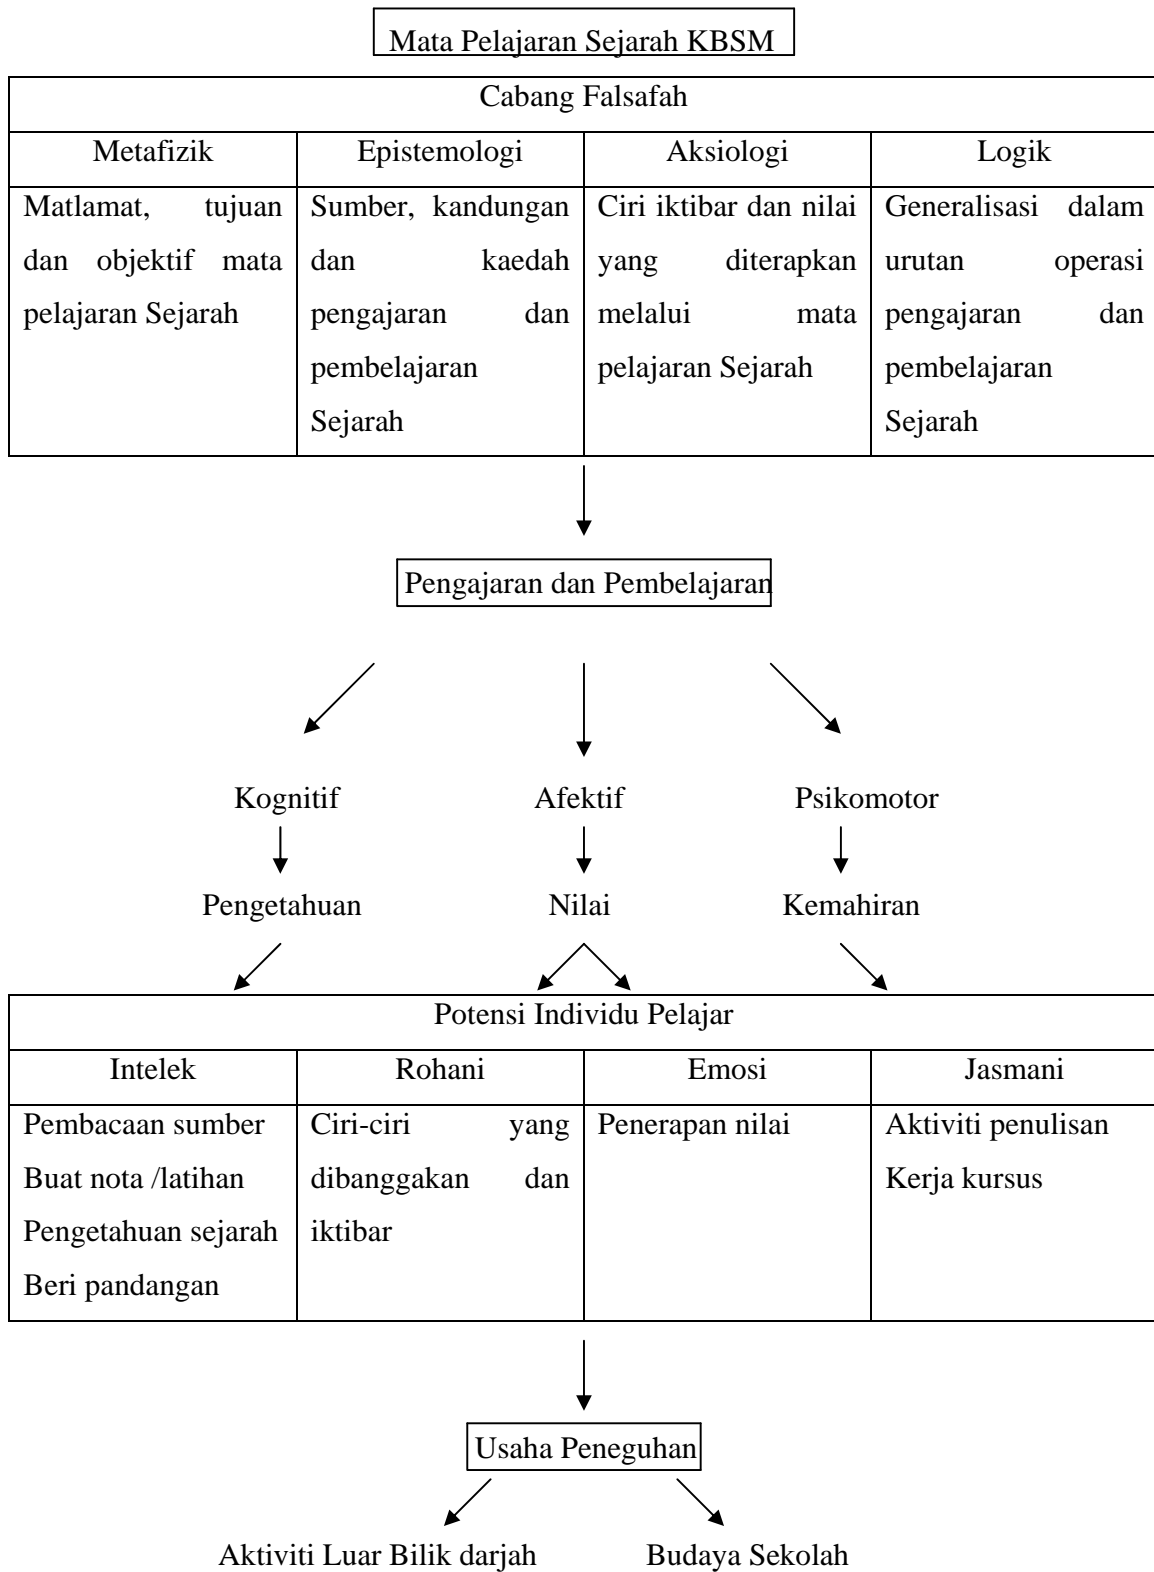 Mata Pelajaran Sejarah KBSM
Cabang Falsafah
Metafizik
Epistemologi
Aksiologi
Logik
Matlamat, tujuan
dan objektif mata
pelajaran Sejarah
Sumber, kandungan
dan kaedah
pengajaran dan
pembelajaran
Sejarah
Ciri iktibar dan nilai
yang diterapkan
melalui mata
pelajaran Sejarah
Generalisasi dalam
urutan operasi
pengajaran dan
pembelajaran
Sejarah
Pengajaran dan Pembelajaran
Kognitif
Afektif
Psikomotor
Pengetahuan
Nilai
Kemahiran
Potensi Individu Pelajar
Intelek
Rohani
Emosi
Jasmani
Pembacaan sumber
Buat nota /latihan
Pengetahuan sejarah
Beri pandangan
Ciri-ciri yang
dibanggakan dan
iktibar
Penerapan nilai
Aktiviti penulisan
Kerja kursus
Usaha Peneguhan
Aktiviti Luar Bilik darjah
Budaya Sekolah